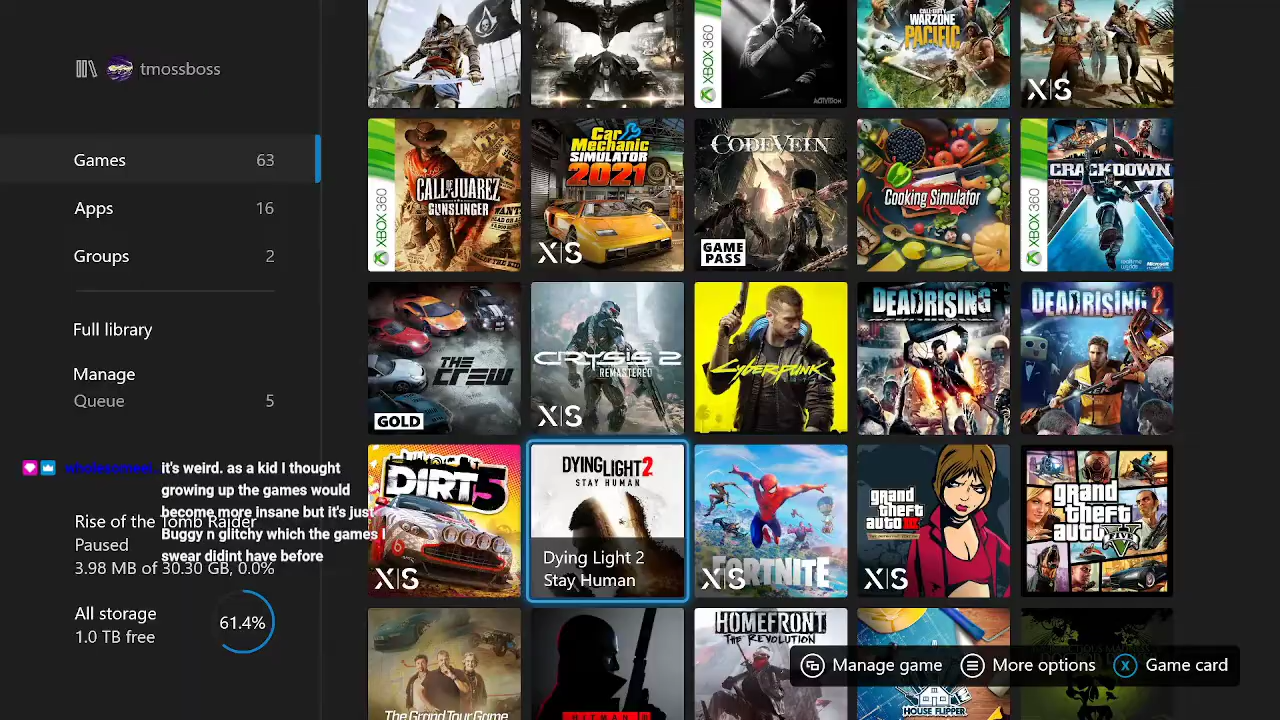 tmossboss
Games 63
Apps 16
Groups 2
Full library
Manage
Queue 5
it's weird. as a kid I thought
growing up the games would
become more insane but it's just
Buggy n glitchy which the games I
swear didint have before
Rise of the Tomb Raider
Paused
3.98 MB of 30.30 GB, 0.0%
All storage
1.0 TB free
61.4%
XBOX 360
ACTIVISION
CALL OF DUTY
WARZONE
PACIFIC
X|S
XBOX 360
CALL OF JUAREZ
GUNSLINGER
Car
Mechanic
SIMULATOR
2021
X|S
CODE VEIN
GAME
PASS
Cooking Simulator
XBOX 360
CRACKDOWN
Microsoft
THE
CREW
GOLD
CRYSIS 2
REMASTERED
X|S
Cyberpunk
DEADRISING
DEADRISING 2
DIRT 5
X|S
DYING LIGHT 2
STAY HUMAN
Dying Light 2
Stay Human
FORTNITE
X|S
grand
theft
auto III
X|S
grand
theft
auto
V
The Grand Tour Game
HITMAN III
HOMEFRONT
THE REVOLUTION
HOUSE FLIPPER
Manage game
More options
X Game card